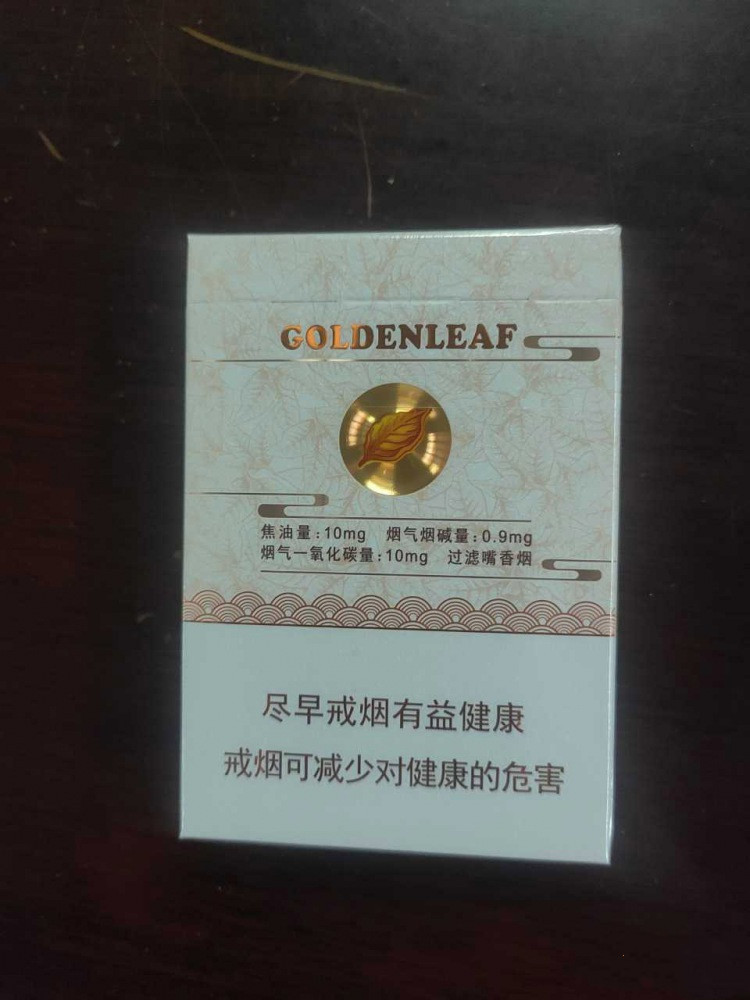 GOLDENLEAF
焦油量:10mg 烟气烟碱量:0.9mg
烟气一氧化碳量:10mg 过滤嘴香烟
尽早戒烟有益健康
戒烟可减少对健康的危害